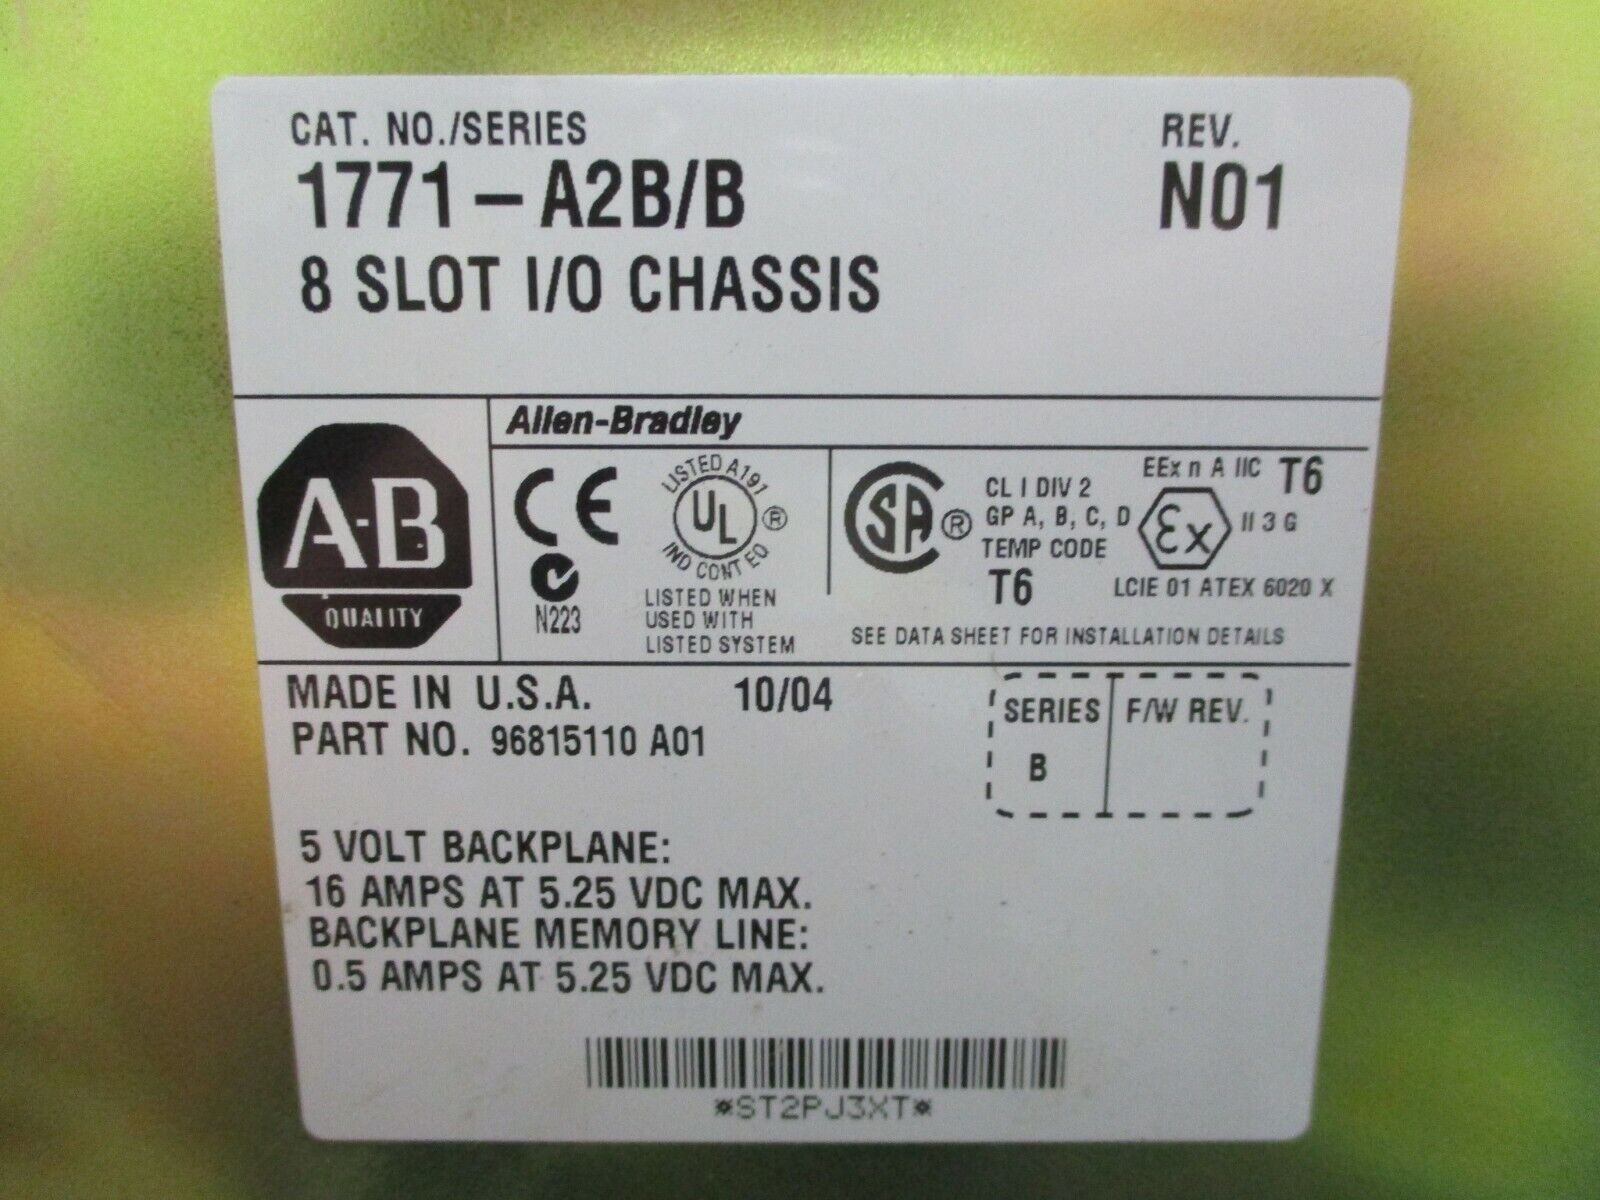 CAT. NO./SERIES
REV.
1771-A2B/B
N01
8 SLOT I/O CHASSIS
Allen-Bradley
A-B
QUALITY
CE
N223
LISTED A191
UL ®
IND CONT EQ
LISTED WHEN
USED WITH
LISTED SYSTEM
SA ®
CL I DIV 2
GP A, B, C, D
TEMP CODE
T6
EEx n A IIC T6
Ex II 3 G
LCIE 01 ATEX 6020 X
SEE DATA SHEET FOR INSTALLATION DETAILS
MADE IN U.S.A. 10/04
PART NO. 96815110 A01
SERIES F/W REV.
B
5 VOLT BACKPLANE:
16 AMPS AT 5.25 VDC MAX.
BACKPLANE MEMORY LINE:
0.5 AMPS AT 5.25 VDC MAX.
*ST2PJ3XT*